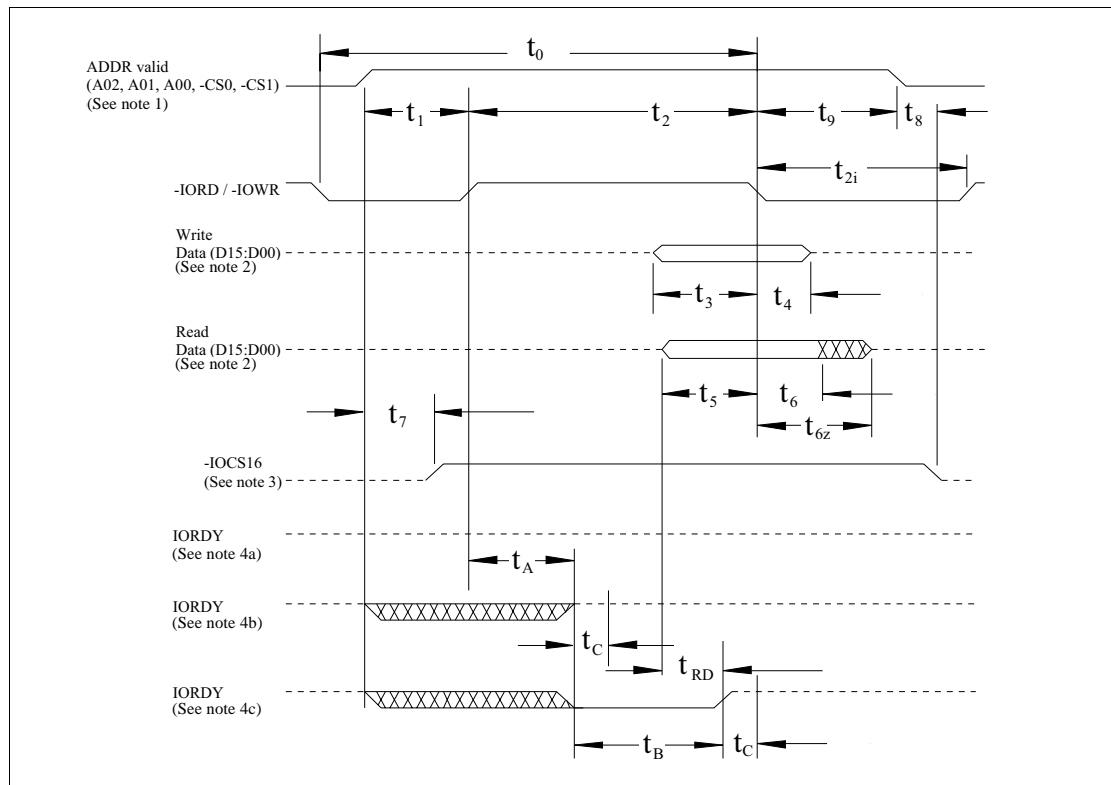 t0
ADDR valid
(A02, A01, A00, -CS0, -CS1)
(See note 1)
t1
t2
t9
t8
t2i
-IORD / -IOWR
Write
Data (D15:D00)
(See note 2)
t3
t4
Read
Data (D15:D00)
(See note 2)
t5
t6
t7
t6z
-IOCS16
(See note 3)
IORDY
(See note 4a)
tA
IORDY
(See note 4b)
tC
tRD
IORDY
(See note 4c)
tB
tC